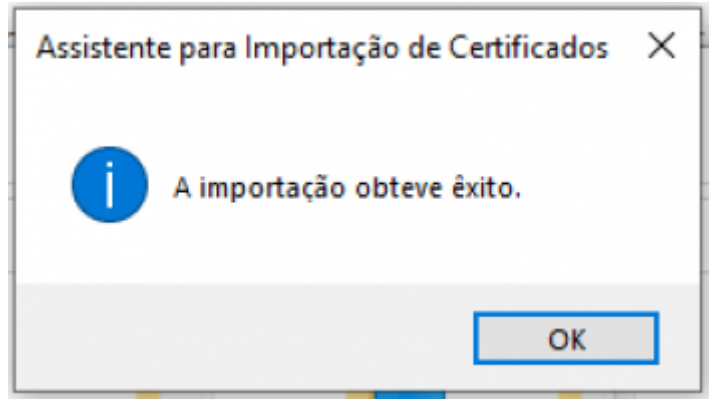 Assistente para Importação de Certificados
A importação obteve êxito.
OK